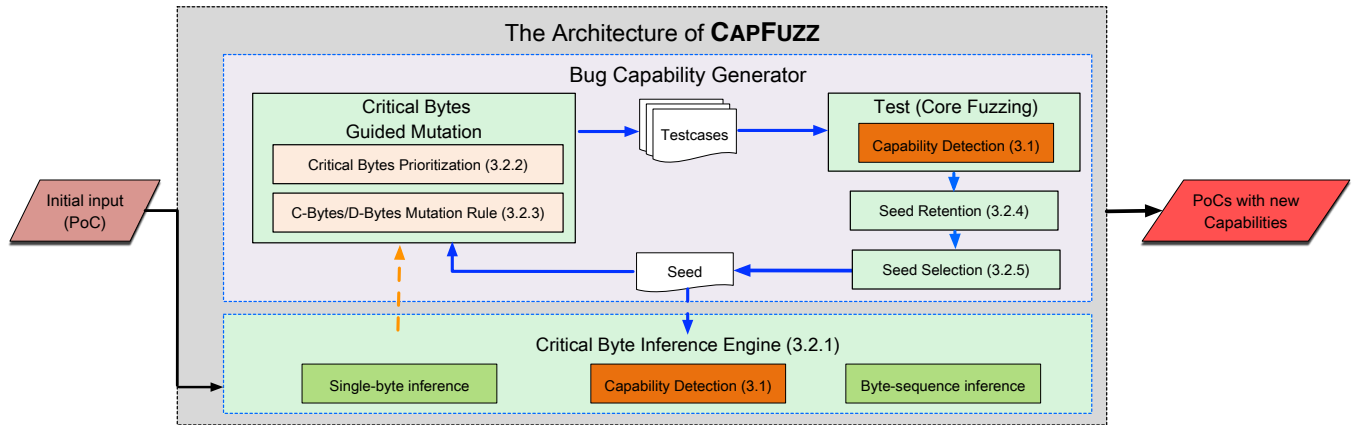 The Architecture of CAPFUZZ
Bug Capability Generator
Critical Bytes
Guided Mutation
Critical Bytes Prioritization (3.2.2)
C-Bytes/D-Bytes Mutation Rule (3.2.3)
Testcases
Test (Core Fuzzing)
Capability Detection (3.1)
Seed Retention (3.2.4)
Seed Selection (3.2.5)
Seed
Initial input
(PoC)
PoCs with new
Capabilities
Critical Byte Inference Engine (3.2.1)
Single-byte inference
Capability Detection (3.1)
Byte-sequence inference